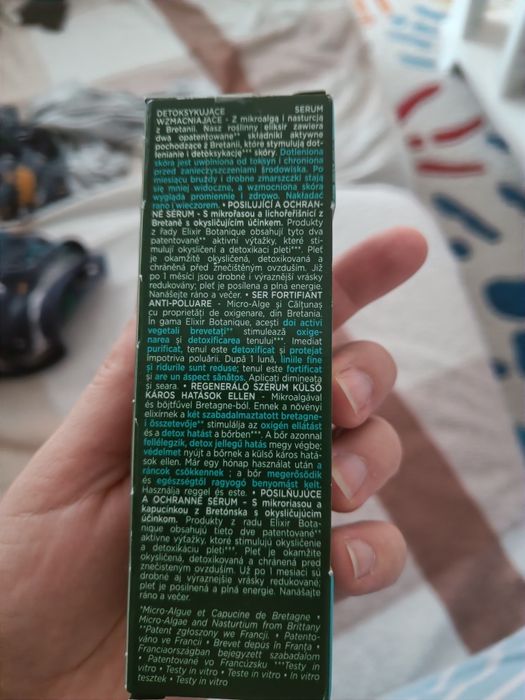 DETOKSYKUJĄCE SERUM
WZMACNIAJĄCE - Z mikroalgą i nasturcją
z Bretanii. Nasz roślinny eliksir zawiera
dwa opatentowane** składniki aktywne
pochodzące z Bretanii, które stymulują dot-
lenianie i detoksykację*** skóry. Dotleniona
skóra jest uwolniona od toksyn i chroniona
przed zanieczyszczeniami środowiska. Po
miesiącu bruzdy i drobne zmarszczki stają
się mniej widoczne, a wzmocniona skóra
wygląda promiennie i zdrowo. Nakładać
rano i wieczorem. • POSILUJÍCÍ A OCHRAN-
NÉ SÉRUM - S mikrořasou a lichořeřišnicí z
Bretaně s okysličujícím účinkem. Produkty
z řady Elixir Botanique obsahují tyto dva
patentované** aktivní výtažky, které sti-
mulují okysličení a detoxikaci pleti***. Pleť
je okamžitě okysličená, detoxikovaná a
chráněná před znečištěným ovzduším. Již
po 1 měsíci jsou drobné i výraznější vrásky
redukovány; pleť je posílena a plná energie.
Nanášejte ráno a večer. • SER FORTIFIANT
ANTI-POLUARE - Micro-Alge și Călțunaș
cu proprietăți de oxigenare, din Bretania.
În gama Elixir Botanique, acești doi activi
vegetali brevetați** stimulează oxige-
narea și detoxificarea tenului***. Imediat
purificat, tenul este detoxifiat și protejat
împotriva poluării. După 1 lună, liniile fine
și ridurile sunt reduse; tenul este fortificat
și are un aspect sănătos. Aplicați dimineața
și seara. • REGENERÁLÓ SZÉRUM KÜLSŐ
KÁROS HATÁSOK ELLEN - Mikroalgával
és böjtfűvel Bretagne-ból. Ennek a növényi
elixírnek a két szabadalmaztatott bretagne-
i összetevője** stimulálja az oxigén ellátást
és a detox hatást a bőrben***. A bőr azonnal
fellélegzik, detox jellegű hatás megy végbe;
védelmet nyújt a bőrnek a külső káros hatá-
sok ellen. Már egy hónap használat után a
ráncok csökkennek ; a bőr megerősödik
és egészségtől ragyogó benyomást kelt.
Használja reggel és este. • POSILŇUJÚCE
A OCHRANNÉ SÉRUM - S mikroriasou a
kapucínkou z Bretónska s okysličujúcim
účinkom. Produkty z radu Elixir Bota-
nique obsahujú tieto dve patentované**
aktívne výťažky, ktoré stimulujú okysličenie
a detoxikáciu pleti***. Pleť je okamžite
okysličená, detoxikovaná a chránená pred
znečisteným ovzduším. Už po 1 mesiaci sú
drobné aj výraznejšie vrásky redukované;
pleť je posilnená a plná energie. Nanášajte
ráno a večer.
*Micro-Algue et Capucine de Bretagne •
Micro-Algae and Nasturtium from Brittany
**Patent zgłoszony we Francji. • Patento-
váno ve Francii • Brevet depus în Franța •
Franciaországban bejegyzett szabadalom
• Patentované vo Francúzsku ***Testy in
vitro • Testy in vitro • Teste in vitro • In vitro
tesztek • Testy in vitro